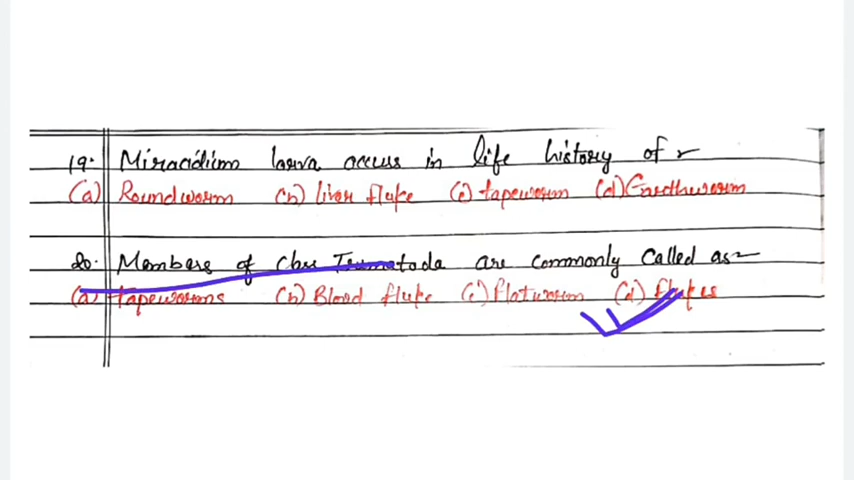 19. Miracidium larva occurs in life history of -
(a) Roundworm (b) liver fluke (c) tapeworm (d) Earthworm
20. Members of class Trematoda are commonly called as -
(a) tapeworms (b) Blood fluke (c) flatworm (d) flukes